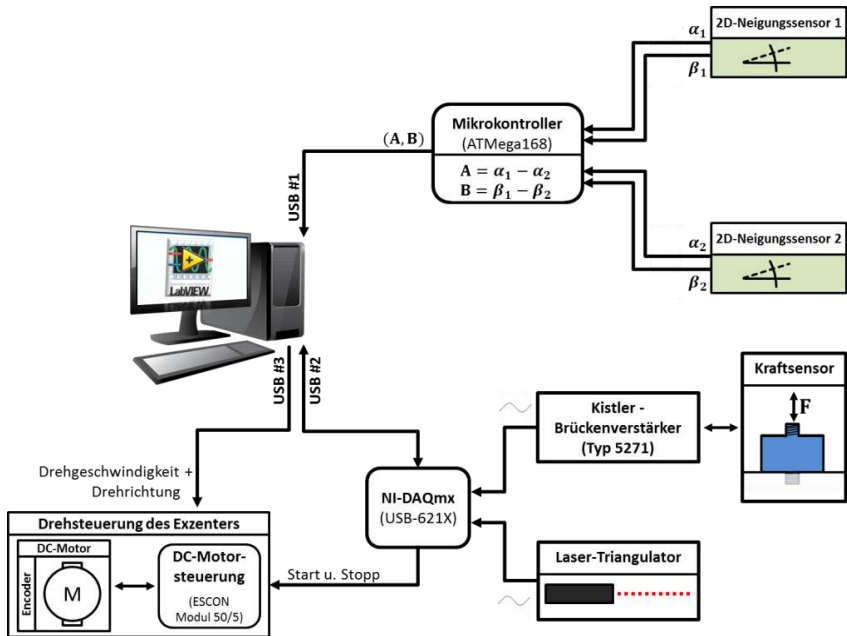 2D-Neigungssensor 1
α₁
β₁
Mikrokontroller
(ATMega168)
A = α₁ − α₂
B = β₁ − β₂
(A, B)
USB #1
2D-Neigungssensor 2
α₂
β₂
LabVIEW
USB #3
USB #2
Kraftsensor
F
Kistler -
Brückenverstärker
(Typ 5271)
Drehgeschwindigkeit +
Drehrichtung
NI-DAQmx
(USB-621X)
Drehsteuerung des Exzenters
DC-Motor
Encoder
M
DC-Motor-
steuerung
(ESCON
Modul 50/5)
Start u. Stopp
Laser-Triangulator